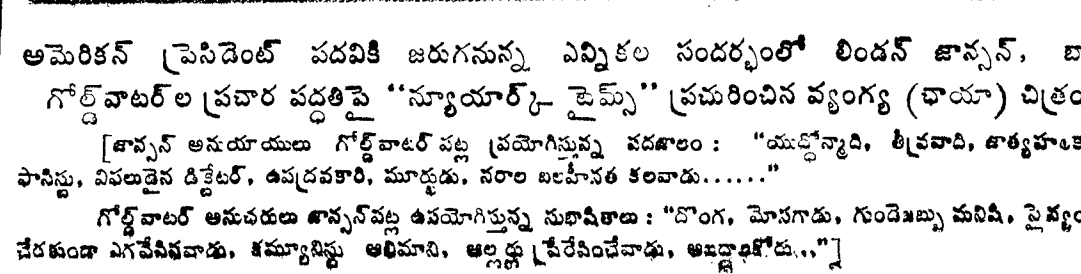 అమెరికన్ ప్రెసిడెంట్ పదవికి జరుగనున్న ఎన్నికల సందర్భంలో లిండన్ జాన్సన్, బా
గోల్డ్‌వాటర్‌ల ప్రచార పద్ధతిపై "న్యూయార్క్ టైమ్స్" ప్రచురించిన వ్యంగ్య (ఛాయా) చిత్రం
[జాన్సన్ అనుయాయులు గోల్డ్‌వాటర్ పట్ల ప్రయోగిస్తున్న పదజాలం : "యుద్ధోన్మాది, తీవ్రవాది, జాత్యహంక
ఫాసిస్టు, విఫలుడైన డిక్టేటర్, ఉపద్రవకారి, మూర్ఖుడు, నరాల బలహీనత కలవాడు......"
గోల్డ్‌వాటర్ అనుచరులు జాన్సన్‌పట్ల ఉపయోగిస్తున్న సుభాషితాలు : "దొంగ, మోసగాడు, గుండెజబ్బు మనిషి, సైన్యం
చేరకుండా ఎగవేసినవాడు, కమ్యూనిస్టు అభిమాని, అల్లర్లు ప్రేరేపించేవాడు, అబద్ధాలకోరు..."]